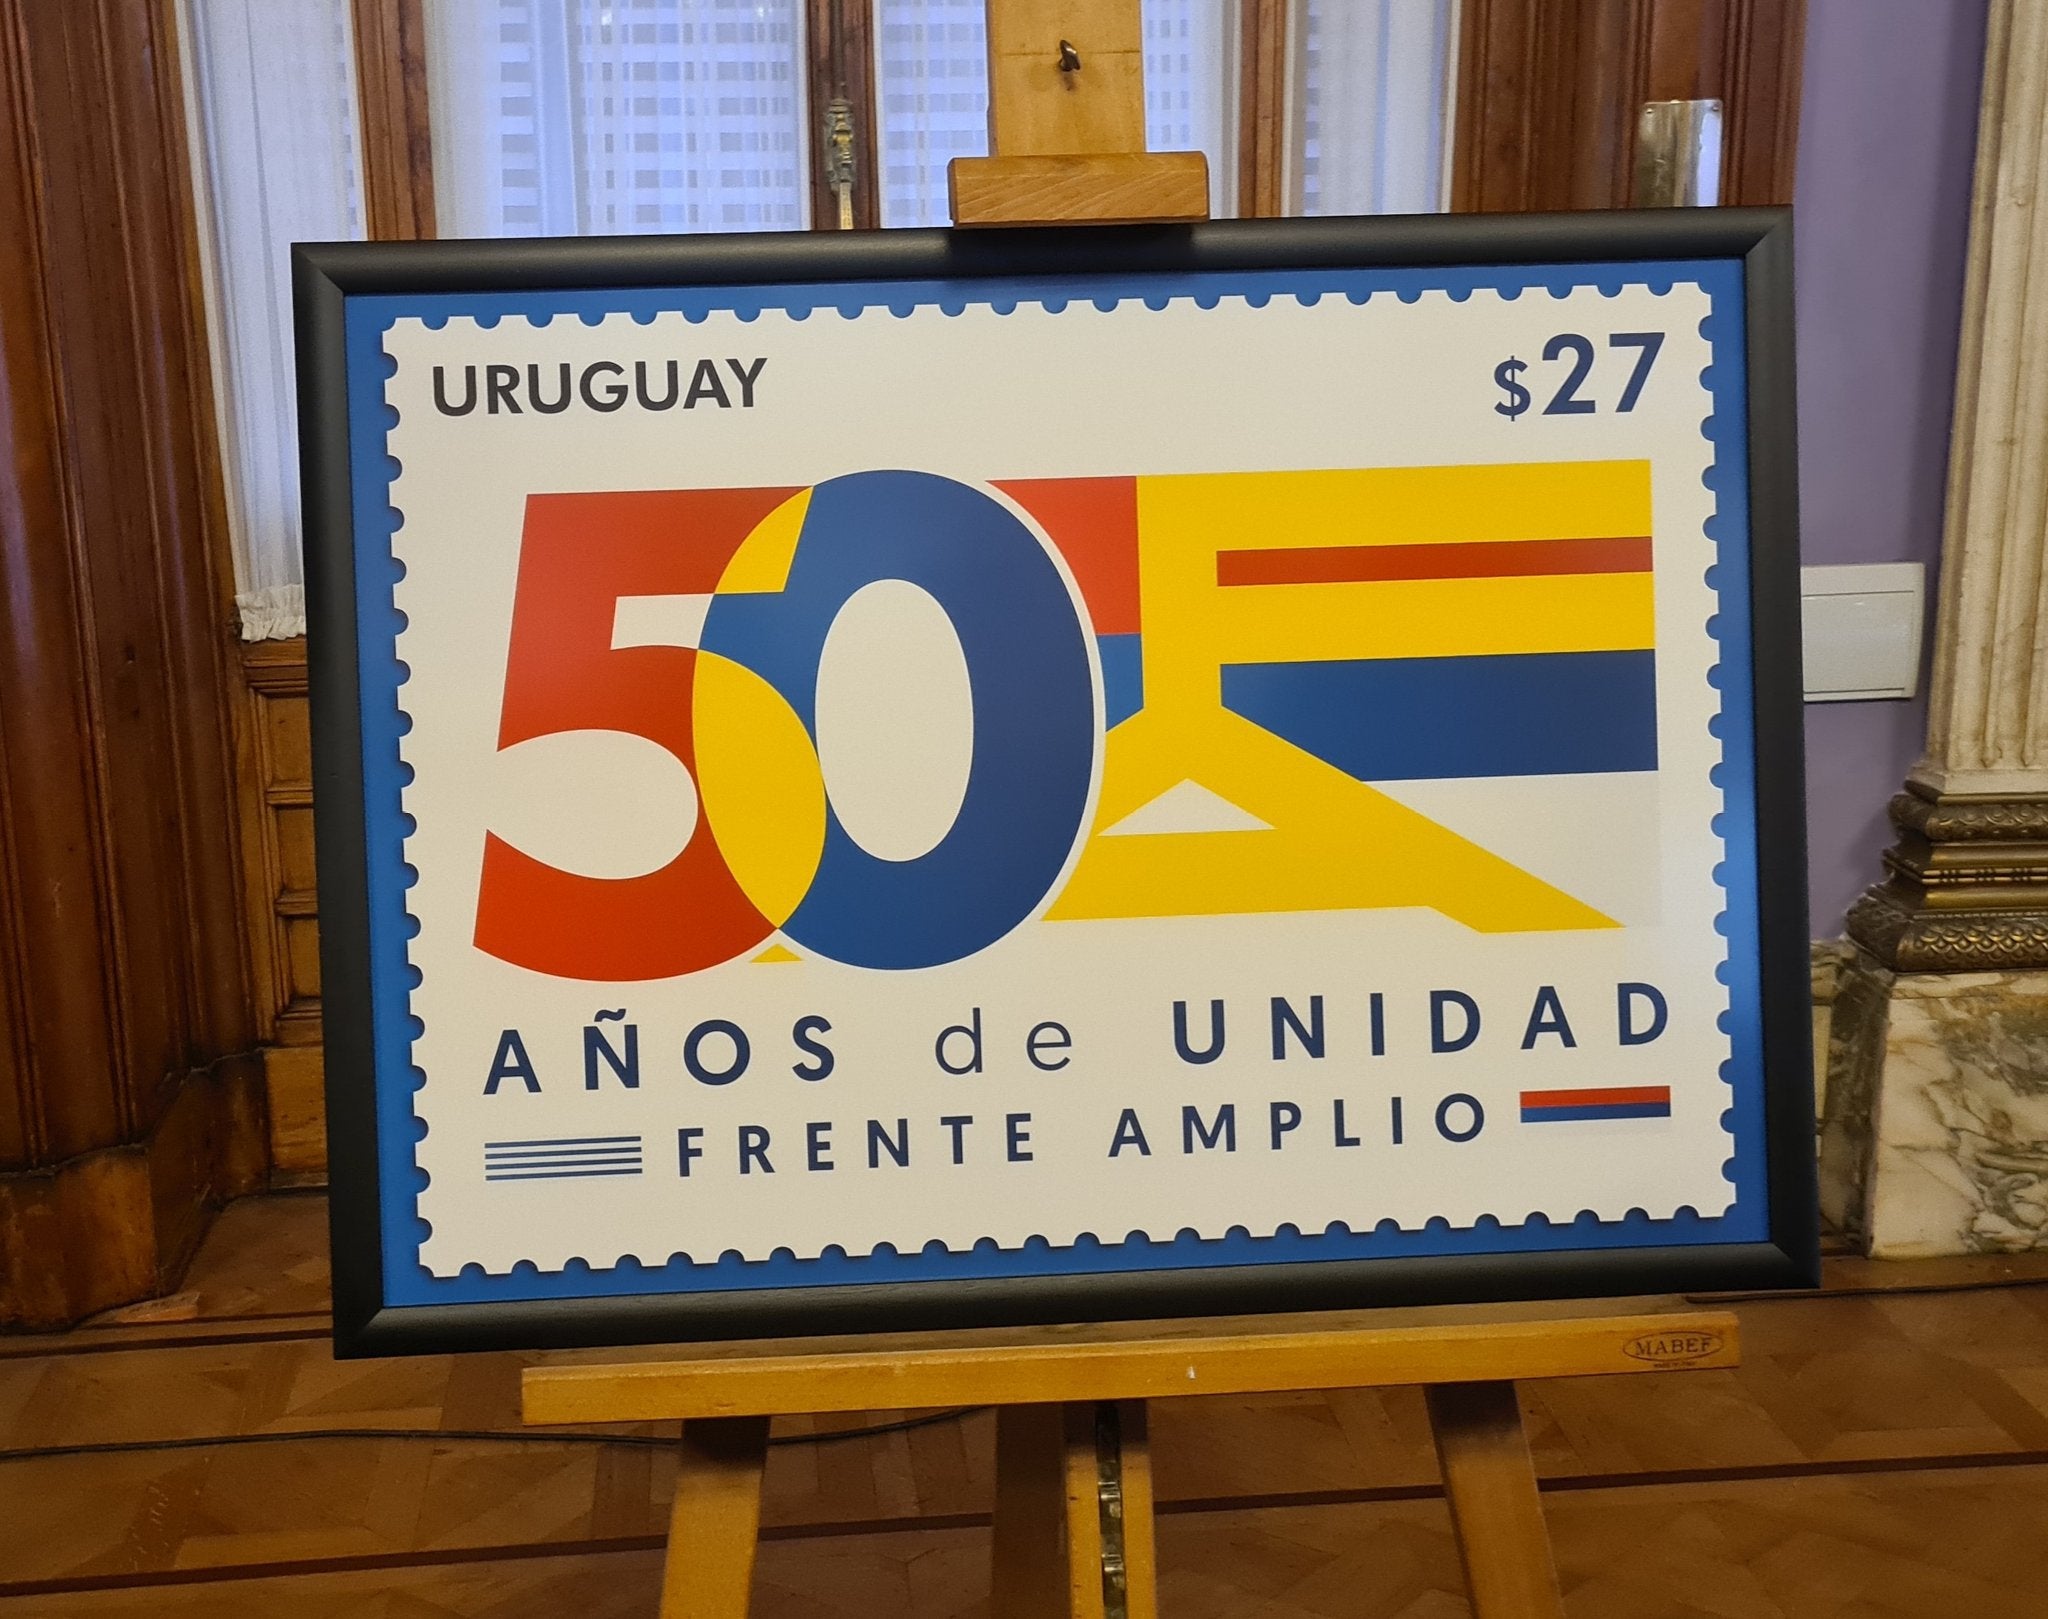 URUGUAY
$27
50
AÑOS de UNIDAD
FRENTE AMPLIO
MABEF